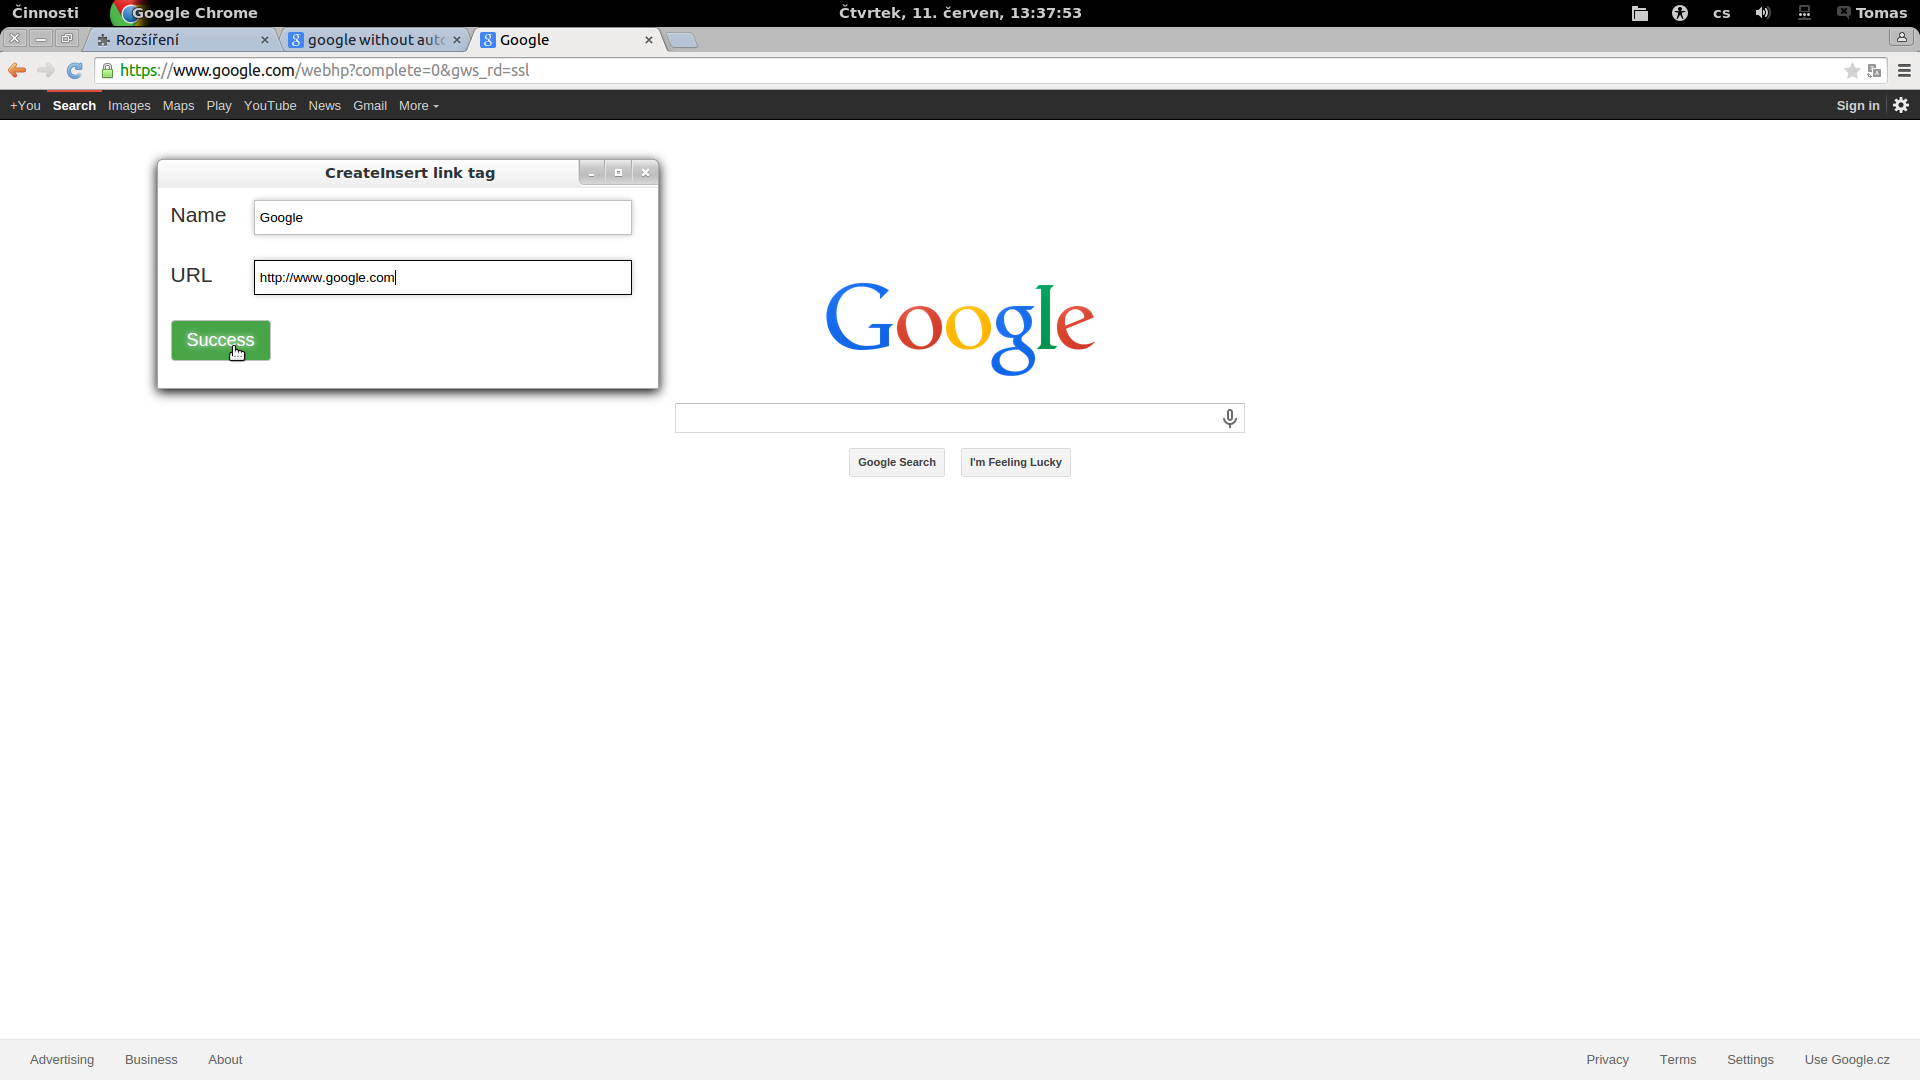 Činnosti Google Chrome Čtvrtek, 11. červen, 13:37:53 cs Tomas
Rozšíření google without auto Google
https://www.google.com/webhp?complete=0&gws_rd=ssl
+You Search Images Maps Play YouTube News Gmail More Sign in
CreateInsert link tag
Name Google
URL http://www.google.com
Success
Google
Google Search I'm Feeling Lucky
Advertising Business About Privacy Terms Settings Use Google.cz